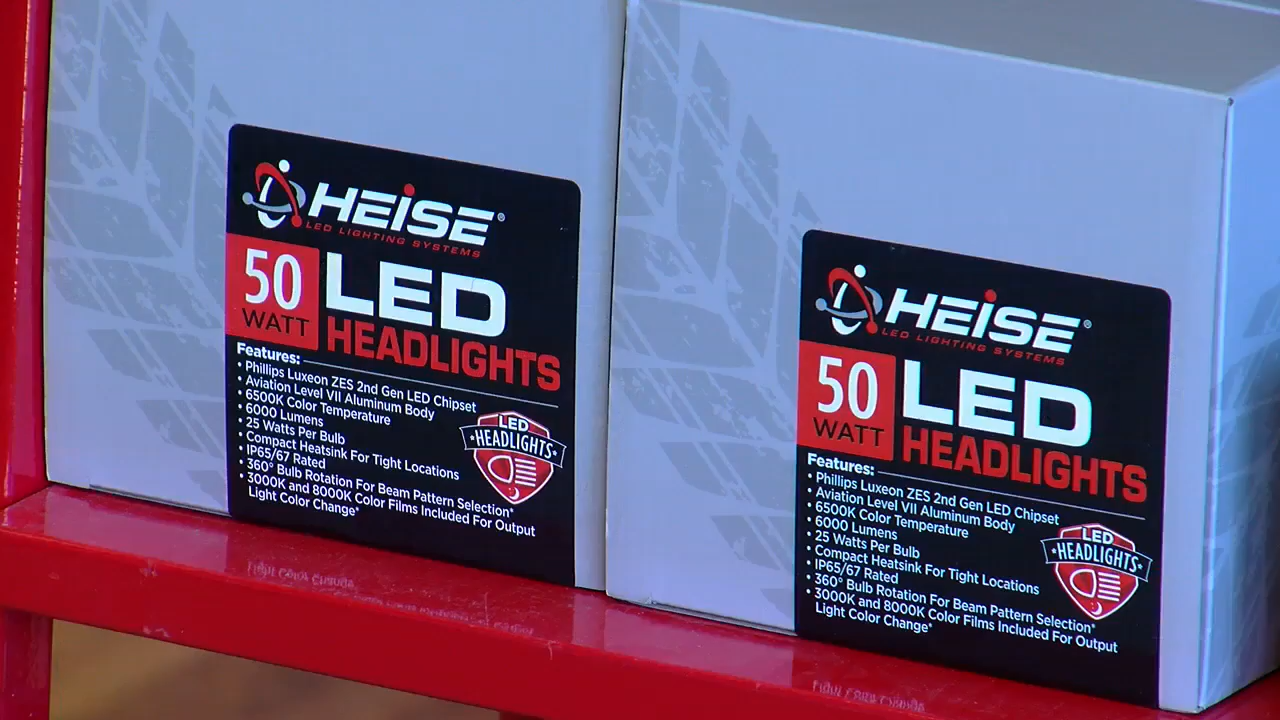 HEISE®
LED LIGHTING SYSTEMS
50
WATT
LED
HEADLIGHTS
Features:
• Phillips Luxeon ZES 2nd Gen LED Chipset
• Aviation Level VII Aluminum Body
• 6500K Color Temperature
• 6000 Lumens
• 25 Watts Per Bulb
• Compact Heatsink For Tight Locations
• IP65/67 Rated
• 360° Bulb Rotation For Beam Pattern Selection*
• 3000K and 8000K Color Films Included For Output
Light Color Change*
LED
HEADLIGHTS
HEISE®
LED LIGHTING SYSTEMS
50
WATT
LED
HEADLIGHTS
Features:
• Phillips Luxeon ZES 2nd Gen LED Chipset
• Aviation Level VII Aluminum Body
• 6500K Color Temperature
• 6000 Lumens
• 25 Watts Per Bulb
• Compact Heatsink For Tight Locations
• IP65/67 Rated
• 360° Bulb Rotation For Beam Pattern Selection*
• 3000K and 8000K Color Films Included For Output
Light Color Change*
LED
HEADLIGHTS